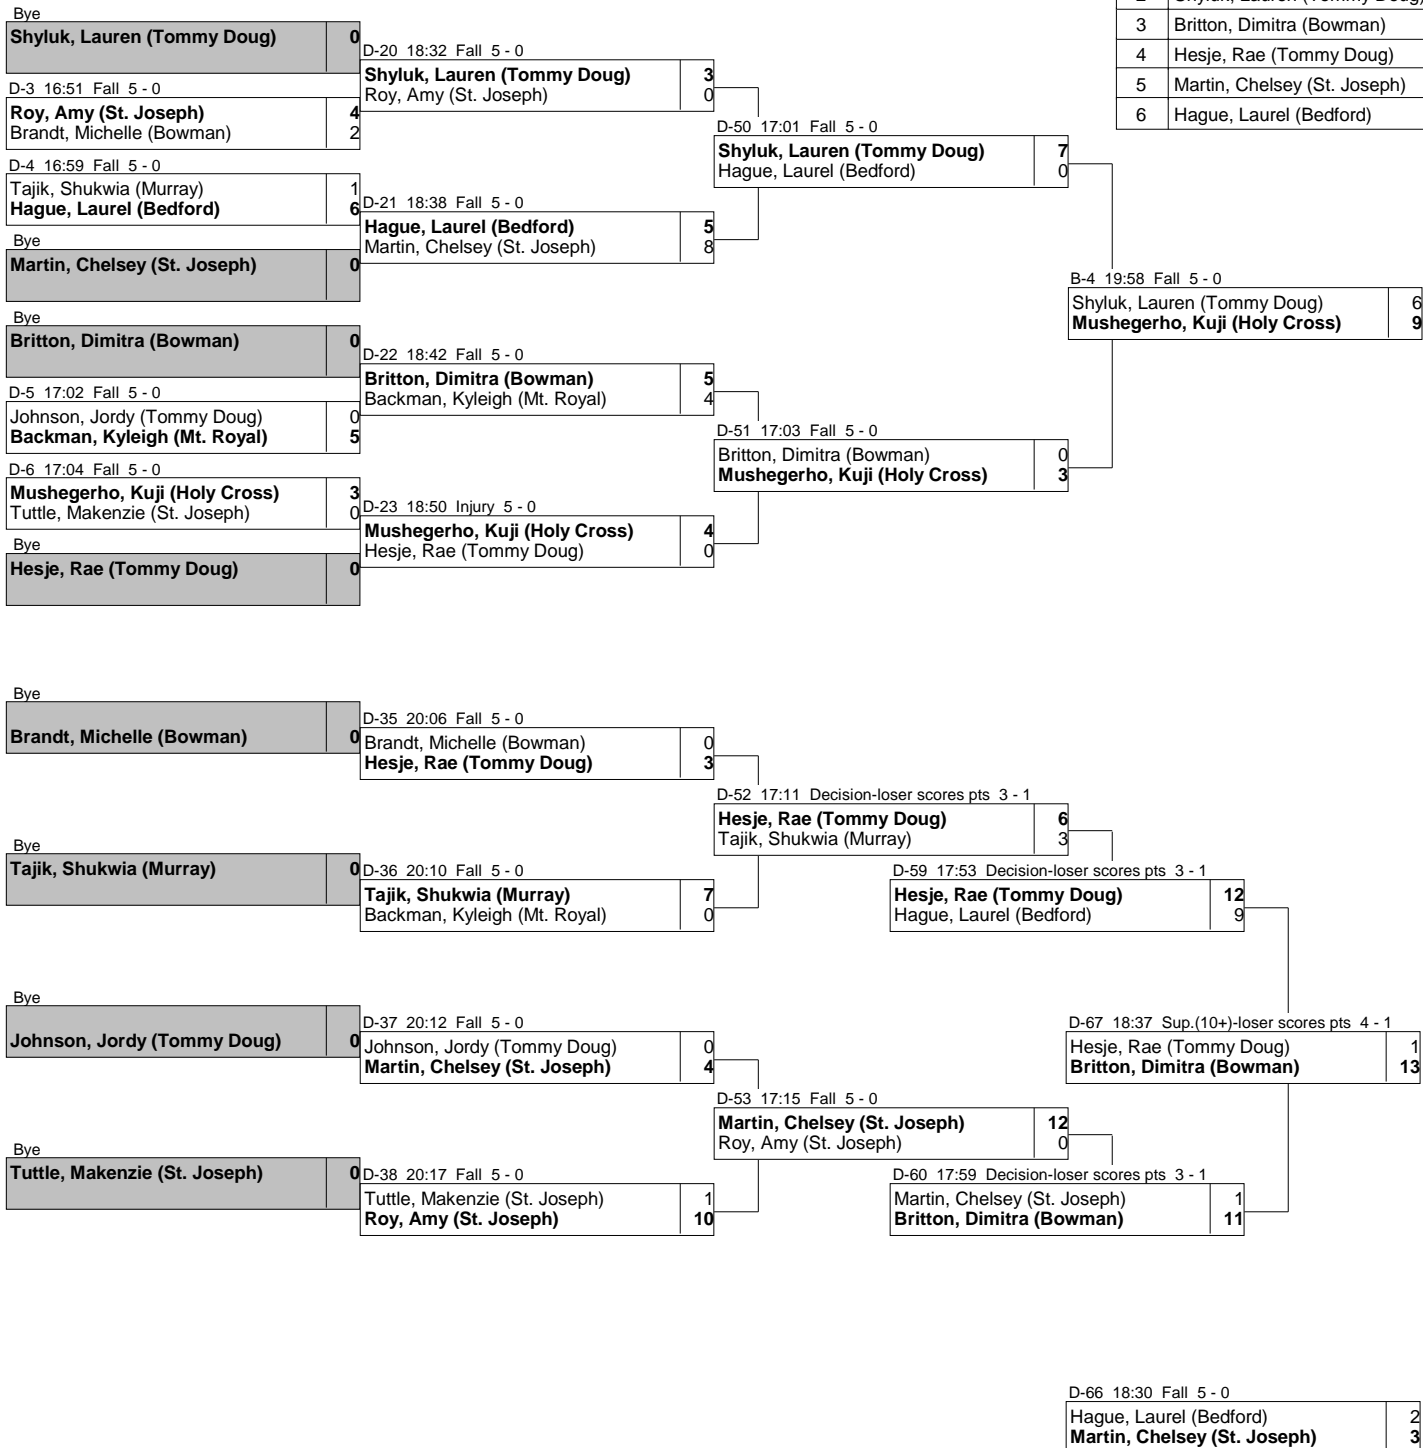 Bye
Shyluk, Lauren (Tommy Doug) 0
D-3 16:51 Fall 5 - 0
Roy, Amy (St. Joseph) 4
Brandt, Michelle (Bowman) 2
D-4 16:59 Fall 5 - 0
Tajik, Shukwia (Murray) 1
Hague, Laurel (Bedford) 6
Bye
Martin, Chelsey (St. Joseph) 0
Bye
Britton, Dimitra (Bowman) 0
D-5 17:02 Fall 5 - 0
Johnson, Jordy (Tommy Doug) 0
Backman, Kyleigh (Mt. Royal) 5
D-6 17:04 Fall 5 - 0
Mushegerho, Kuji (Holy Cross) 3
Tuttle, Makenzie (St. Joseph) 0
Bye
Hesje, Rae (Tommy Doug) 0
D-20 18:32 Fall 5 - 0
Shyluk, Lauren (Tommy Doug) 3
Roy, Amy (St. Joseph) 0
D-21 18:38 Fall 5 - 0
Hague, Laurel (Bedford) 5
Martin, Chelsey (St. Joseph) 8
D-22 18:42 Fall 5 - 0
Britton, Dimitra (Bowman) 5
Backman, Kyleigh (Mt. Royal) 4
D-23 18:50 Injury 5 - 0
Mushegerho, Kuji (Holy Cross) 4
Hesje, Rae (Tommy Doug) 0
D-50 17:01 Fall 5 - 0
Shyluk, Lauren (Tommy Doug) 7
Hague, Laurel (Bedford) 0
D-51 17:03 Fall 5 - 0
Britton, Dimitra (Bowman) 0
Mushegerho, Kuji (Holy Cross) 3
B-4 19:58 Fall 5 - 0
Shyluk, Lauren (Tommy Doug) 6
Mushegerho, Kuji (Holy Cross) 9
2 Shyluk, Lauren (Tommy Doug)
3 Britton, Dimitra (Bowman)
4 Hesje, Rae (Tommy Doug)
5 Martin, Chelsey (St. Joseph)
6 Hague, Laurel (Bedford)
Bye
Brandt, Michelle (Bowman) 0
Bye
Tajik, Shukwia (Murray) 0
Bye
Johnson, Jordy (Tommy Doug) 0
Bye
Tuttle, Makenzie (St. Joseph) 0
D-35 20:06 Fall 5 - 0
Brandt, Michelle (Bowman) 0
Hesje, Rae (Tommy Doug) 3
D-36 20:10 Fall 5 - 0
Tajik, Shukwia (Murray) 7
Backman, Kyleigh (Mt. Royal) 0
D-37 20:12 Fall 5 - 0
Johnson, Jordy (Tommy Doug) 0
Martin, Chelsey (St. Joseph) 4
D-38 20:17 Fall 5 - 0
Tuttle, Makenzie (St. Joseph) 1
Roy, Amy (St. Joseph) 10
D-52 17:11 Decision-loser scores pts 3 - 1
Hesje, Rae (Tommy Doug) 6
Tajik, Shukwia (Murray) 3
D-53 17:15 Fall 5 - 0
Martin, Chelsey (St. Joseph) 12
Roy, Amy (St. Joseph) 0
D-59 17:53 Decision-loser scores pts 3 - 1
Hesje, Rae (Tommy Doug) 12
Hague, Laurel (Bedford) 9
D-60 17:59 Decision-loser scores pts 3 - 1
Martin, Chelsey (St. Joseph) 1
Britton, Dimitra (Bowman) 11
D-67 18:37 Sup.(10+)-loser scores pts 4 - 1
Hesje, Rae (Tommy Doug) 1
Britton, Dimitra (Bowman) 13
D-66 18:30 Fall 5 - 0
Hague, Laurel (Bedford) 2
Martin, Chelsey (St. Joseph) 3